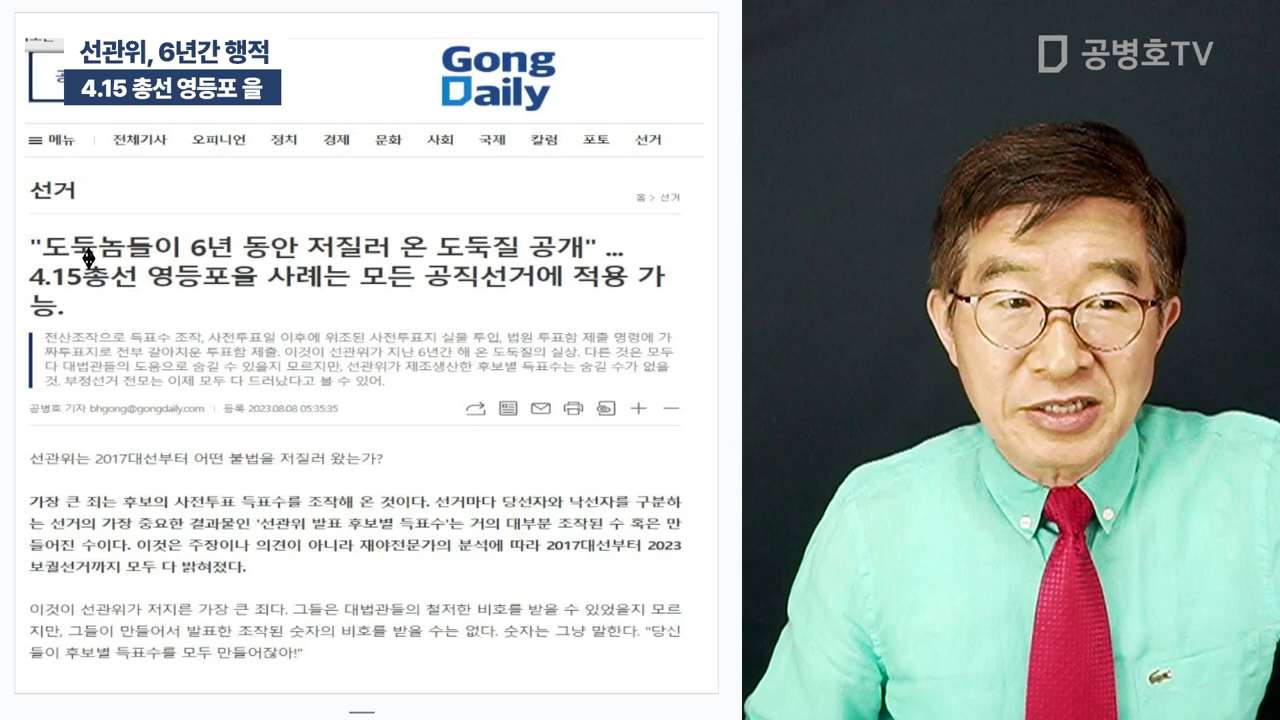 선관위, 6년간 행적
4.15 총선 영등포 을
Gong
Daily
공병호TV
메뉴 전체기사 오피니언 정치 경제 문화 사회 국제 칼럼 포토 선거
선거
홈 > 선거
"도둑놈들이 6년 동안 저질러 온 도둑질 공개" ...
4.15총선 영등포을 사례는 모든 공직선거에 적용 가
능.
전산조작으로 득표수 조작, 사전투표일 이후에 위조된 사전투표지 실물 투입, 법원 투표함 제출 명령에 가
짜투표지로 전부 갈아치운 투표함 제출. 이것이 선관위가 지난 6년간 해 온 도둑질의 실상. 다른 것은 모두
다 대법관들의 도움으로 숨길 수 있을지 모르지만, 선관위가 제조생산한 후보별 득표수는 숨길 수가 없을
것. 부정선거 전모는 이제 모두 다 드러났다고 볼 수 있어.
공병호 기자 bhgong@gongdaily.com | 등록 2023.08.08 05:35:35
선관위는 2017대선부터 어떤 불법을 저질러 왔는가?
가장 큰 죄는 후보의 사전투표 득표수를 조작해 온 것이다. 선거마다 당선자와 낙선자를 구분하
는 선거의 가장 중요한 결과물인 '선관위 발표 후보별 득표수'는 거의 대부분 조작된 수 혹은 만
들어진 수이다. 이것은 주장이나 의견이 아니라 재야전문가의 분석에 따라 2017대선부터 2023
보궐선거까지 모두 다 밝혀졌다.
이것이 선관위가 저지른 가장 큰 죄다. 그들은 대법관들의 철저한 비호를 받을 수 있었을지 모르
지만, 그들이 만들어서 발표한 조작된 숫자의 비호를 받을 수는 없다. 숫자는 그냥 말한다. "당신
들이 후보별 득표수를 모두 만들어잖아!"